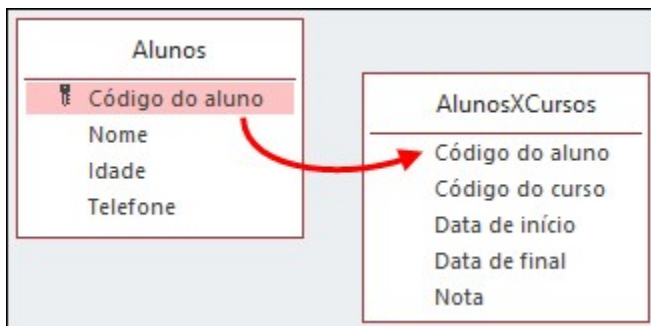 Alunos
Código do aluno
Nome
Idade
Telefone
AlunosXCursos
Código do aluno
Código do curso
Data de início
Data de final
Nota